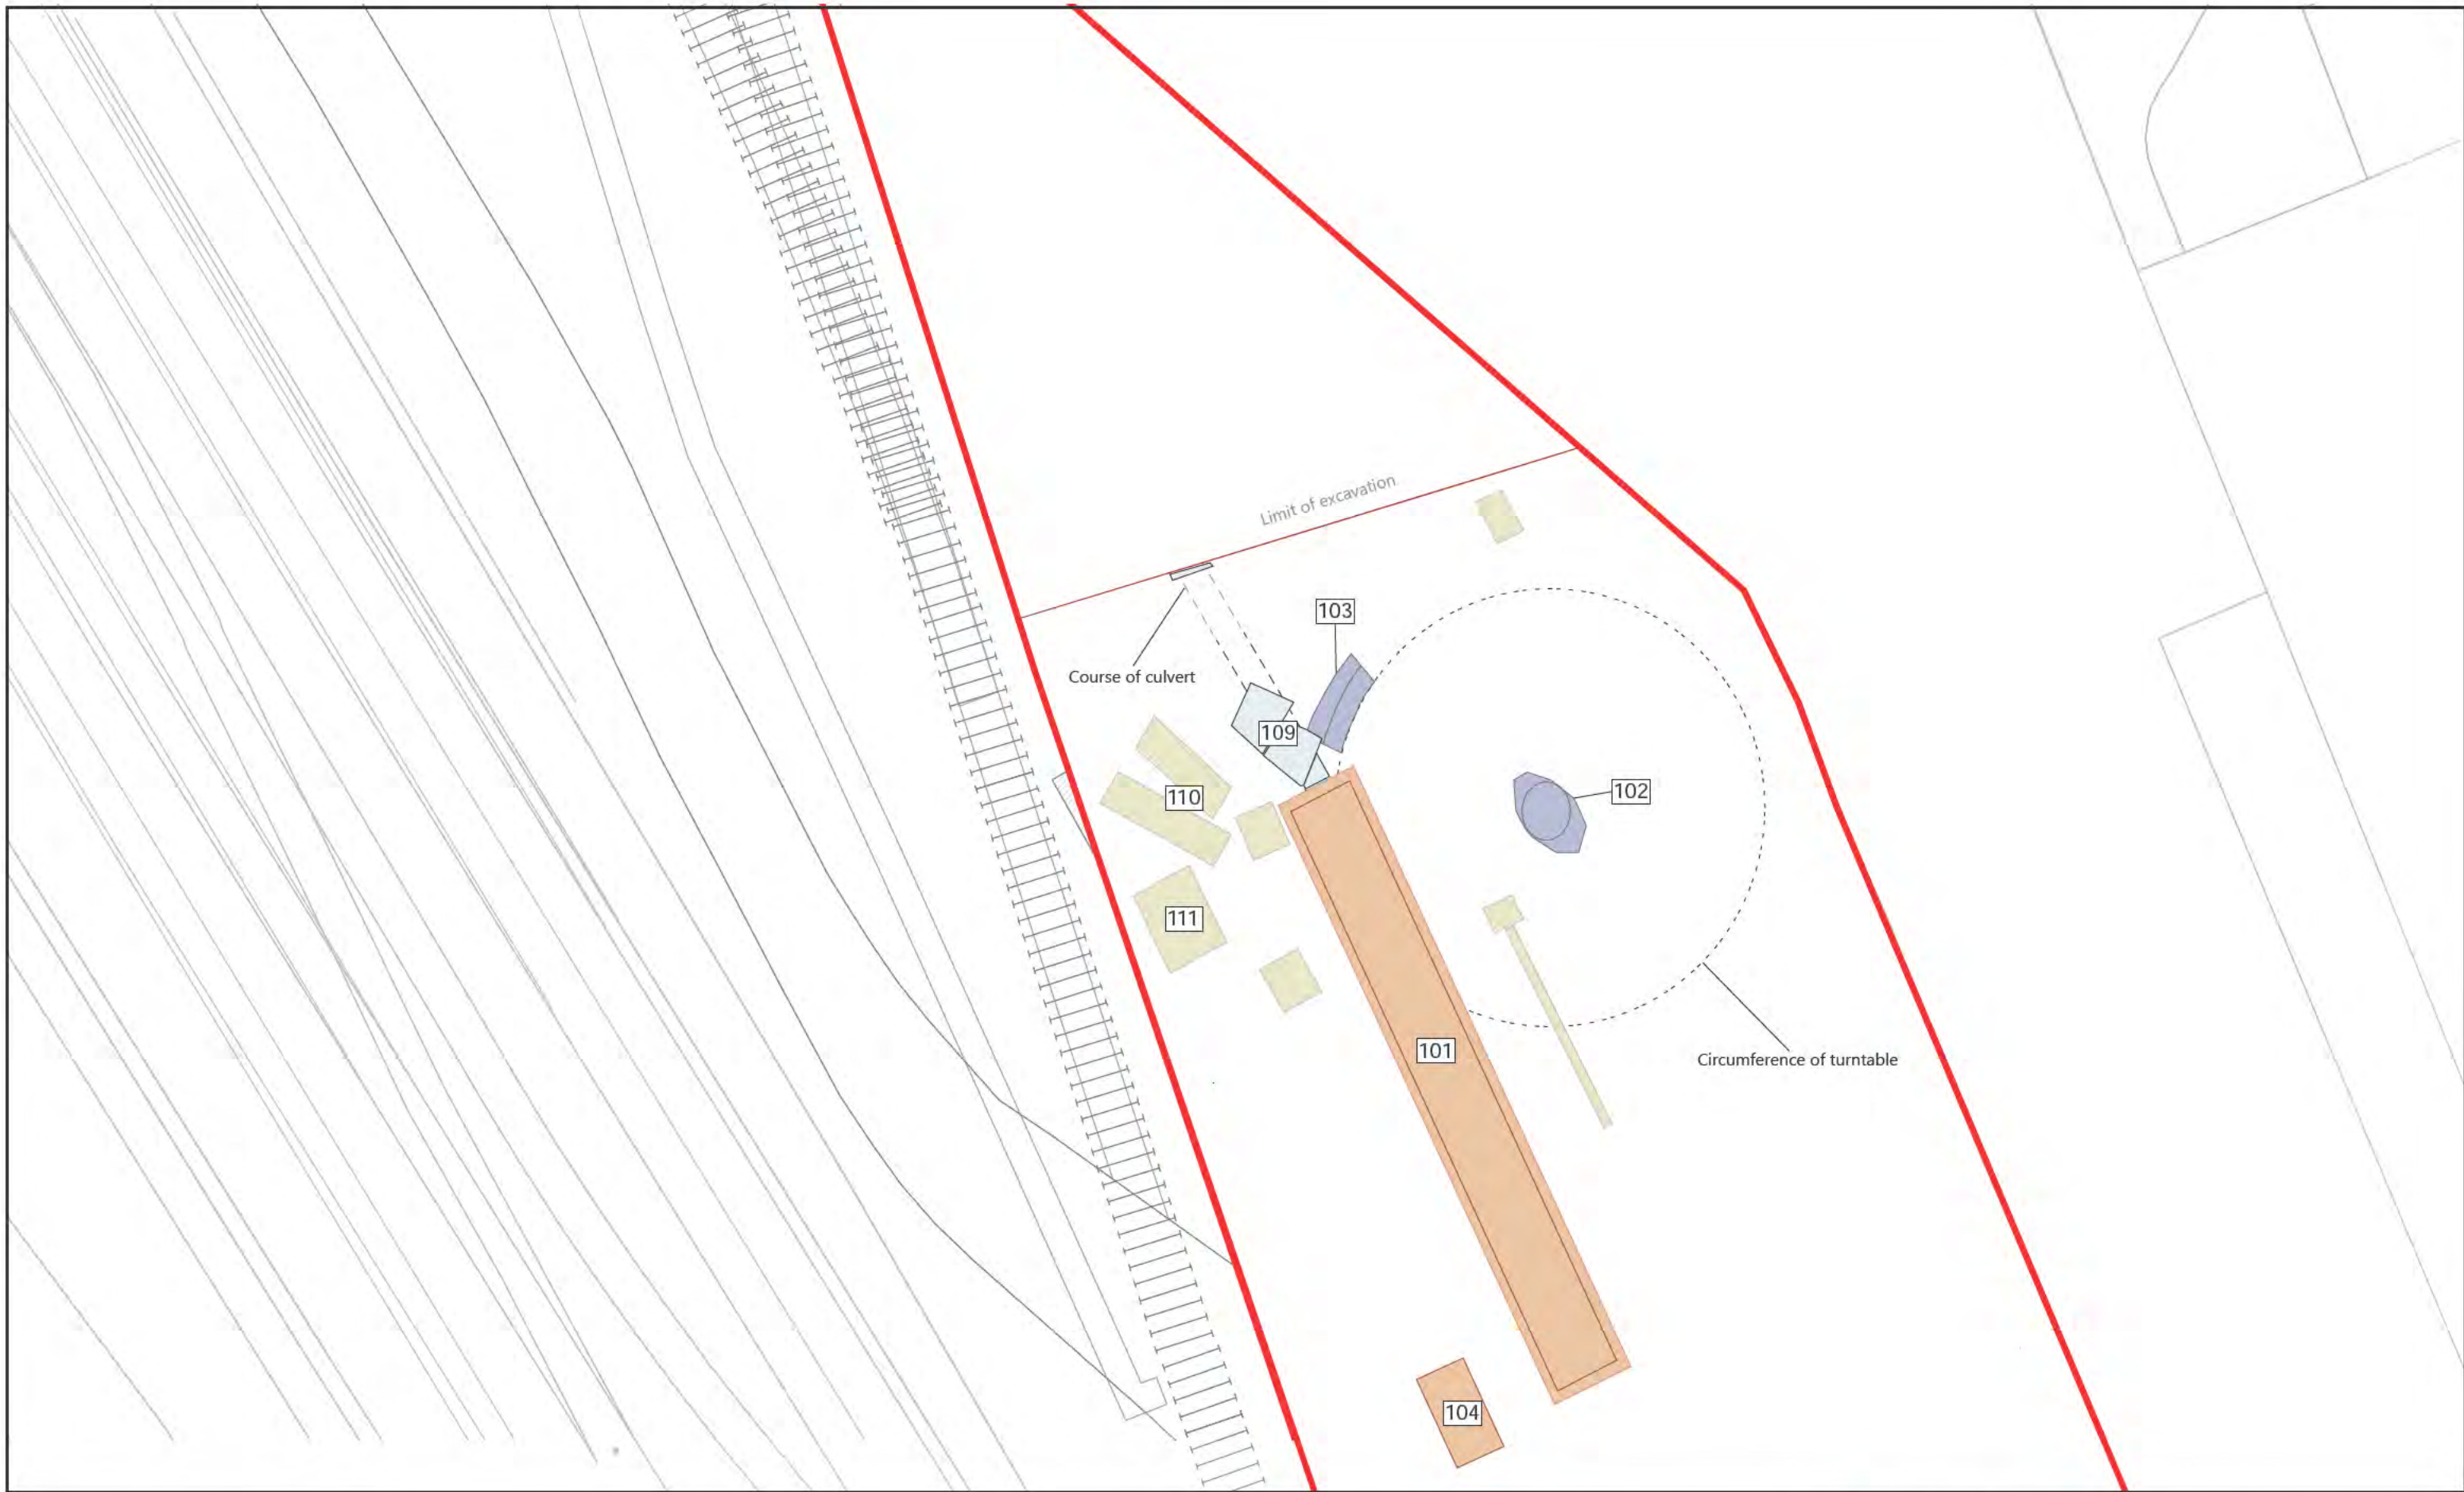 Limit of excavation
103
Course of culvert
109
102
110
111
101
Circumference of turntable
104